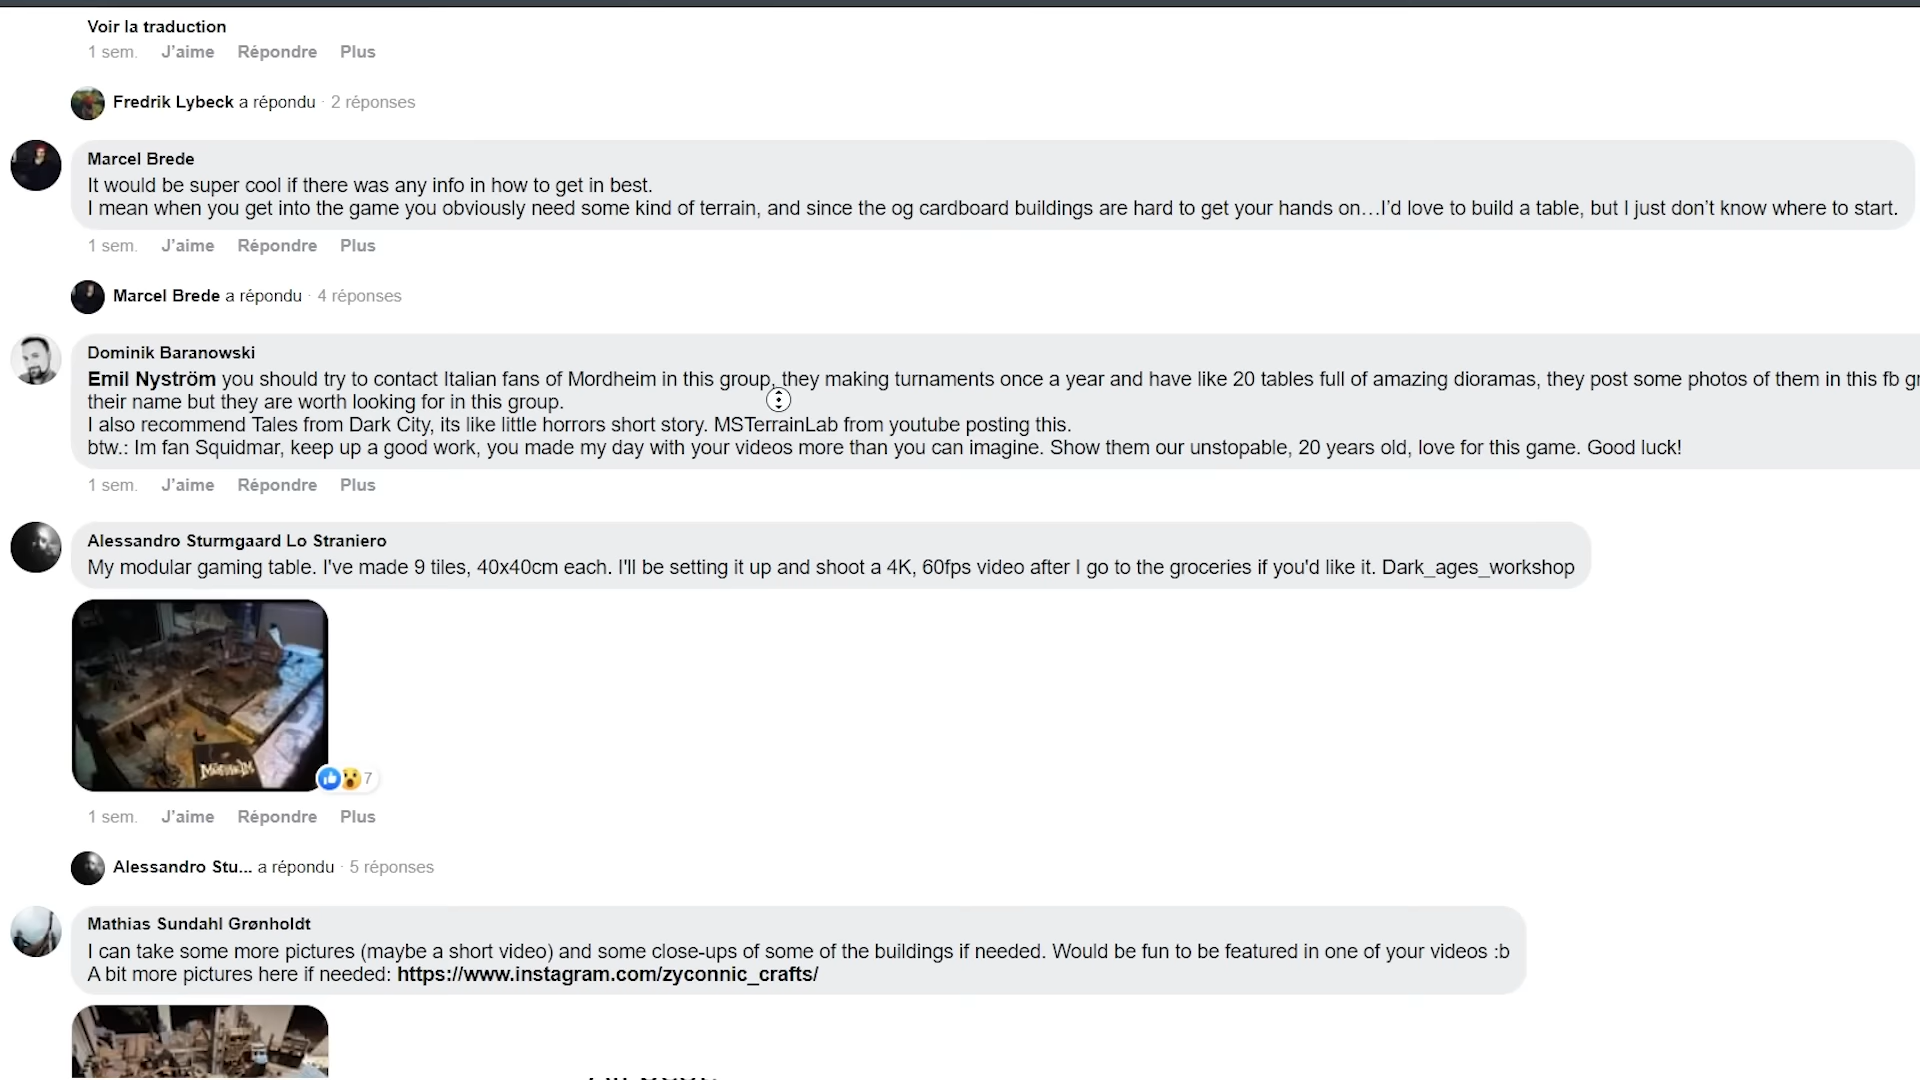 Voir la traduction
1 sem. J'aime Répondre Plus
Fredrik Lybeck a répondu · 2 réponses
Marcel Brede
It would be super cool if there was any info in how to get in best.
I mean when you get into the game you obviously need some kind of terrain, and since the og cardboard buildings are hard to get your hands on…I'd love to build a table, but I just don't know where to start.
1 sem. J'aime Répondre Plus
Marcel Brede a répondu · 4 réponses
Dominik Baranowski
Emil Nyström you should try to contact Italian fans of Mordheim in this group, they making turnaments once a year and have like 20 tables full of amazing dioramas, they post some photos of them in this fb
their name but they are worth looking for in this group.
I also recommend Tales from Dark City, its like little horrors short story. MSTerrainLab from youtube posting this.
btw.: Im fan Squidmar, keep up a good work, you made my day with your videos more than you can imagine. Show them our unstopable, 20 years old, love for this game. Good luck!
1 sem. J'aime Répondre Plus
Alessandro Sturmgaard Lo Straniero
My modular gaming table. I've made 9 tiles, 40x40cm each. I'll be setting it up and shoot a 4K, 60fps video after I go to the groceries if you'd like it. Dark_ages_workshop
MORDHEIM
7
1 sem. J'aime Répondre Plus
Alessandro Stu... a répondu · 5 réponses
Mathias Sundahl Grønholdt
I can take some more pictures (maybe a short video) and some close-ups of some of the buildings if needed. Would be fun to be featured in one of your videos :b
A bit more pictures here if needed: https://www.instagram.com/zyconnic_crafts/